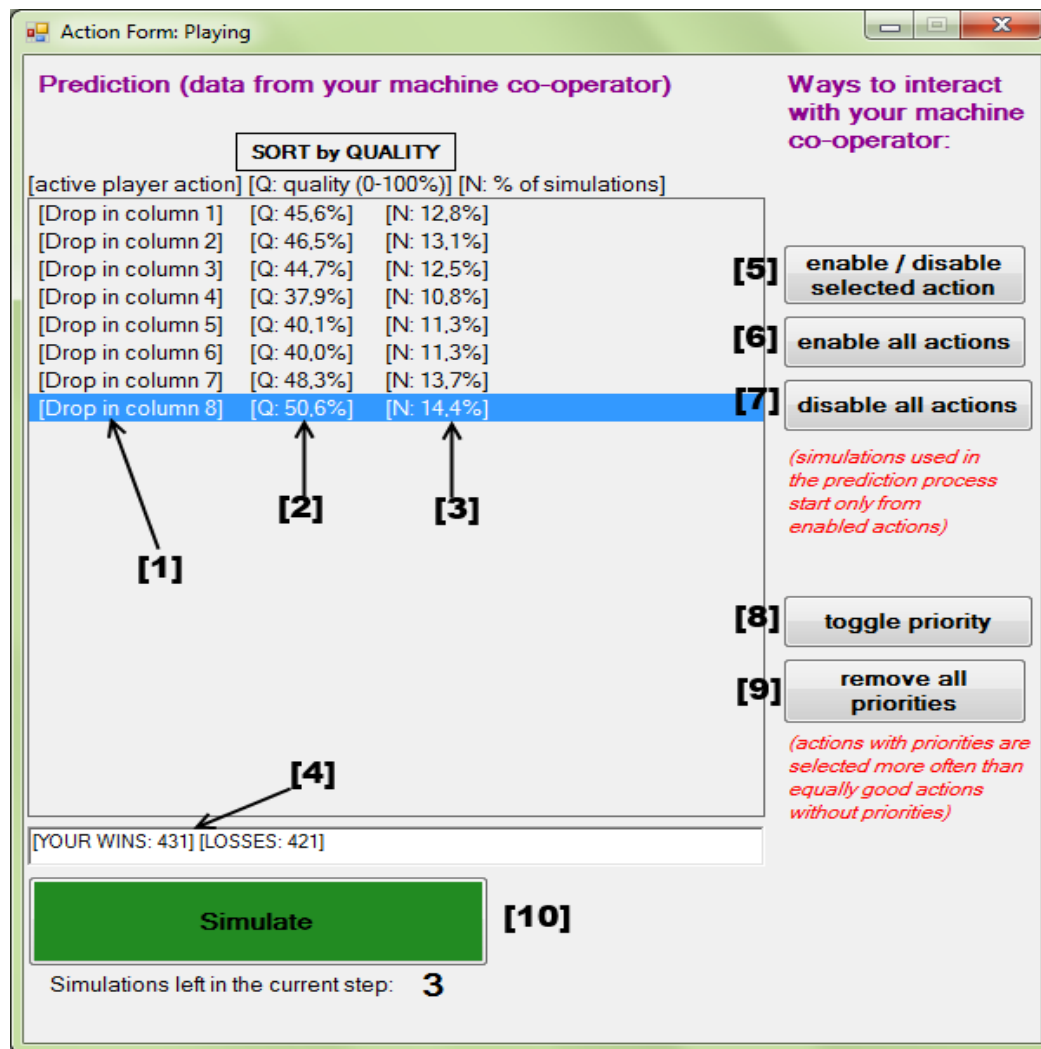 Action Form: Playing
Prediction (data from your machine co-operator)
Ways to interact
with your machine
co-operator:
SORT by QUALITY
[active player action] [Q: quality (0-100%)] [N: % of simulations]
[Drop in column 1] [Q: 45,6%] [N: 12,8%]
[Drop in column 2] [Q: 46,5%] [N: 13,1%]
[Drop in column 3] [Q: 44,7%] [N: 12,5%]
[Drop in column 4] [Q: 37,9%] [N: 10,8%]
[Drop in column 5] [Q: 40,1%] [N: 11,3%]
[Drop in column 6] [Q: 40,0%] [N: 11,3%]
[Drop in column 7] [Q: 48,3%] [N: 13,7%]
[Drop in column 8] [Q: 50,6%] [N: 14,4%]
[1]
[2]
[3]
[4]
[YOUR WINS: 431] [LOSSES: 421]
[5]
enable / disable
selected action
[6]
enable all actions
[7]
disable all actions
(simulations used in
the prediction process
start only from
enabled actions)
[8]
toggle priority
[9]
remove all
priorities
(actions with priorities are
selected more often than
equally good actions
without priorities)
Simulate
[10]
Simulations left in the current step: 3